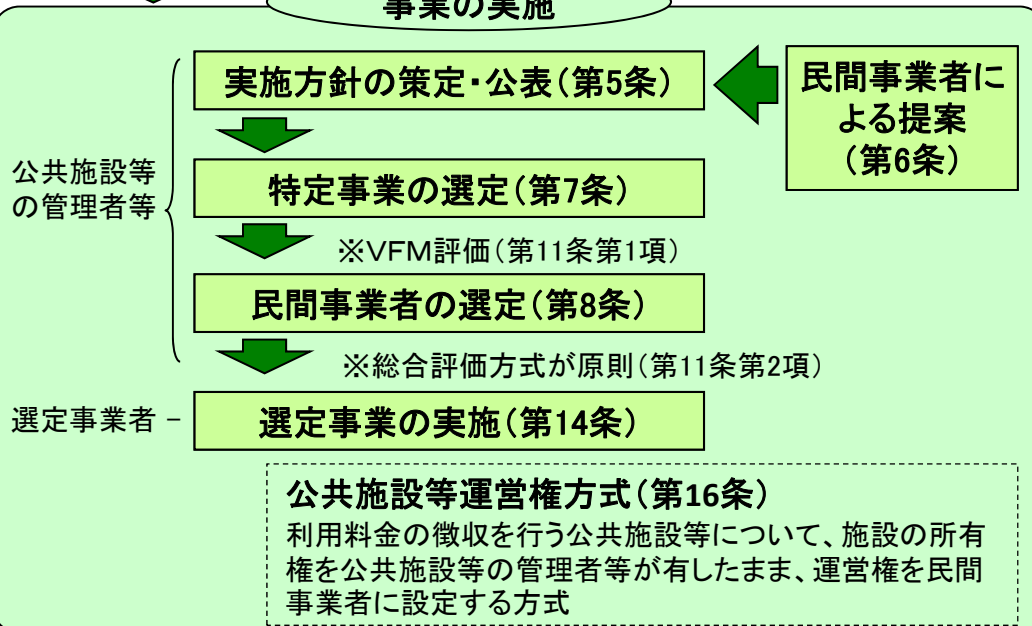 事業の実施
実施方針の策定・公表(第5条)
民間事業者に
よる提案
(第6条)
公共施設等
の管理者等
特定事業の選定(第7条)
※VFM評価(第11条第1項)
民間事業者の選定(第8条)
※総合評価方式が原則(第11条第2項)
選定事業者 −
選定事業の実施(第14条)
公共施設等運営権方式(第16条)
利用料金の徴収を行う公共施設等について、施設の所有
権を公共施設等の管理者等が有したまま、運営権を民間
事業者に設定する方式